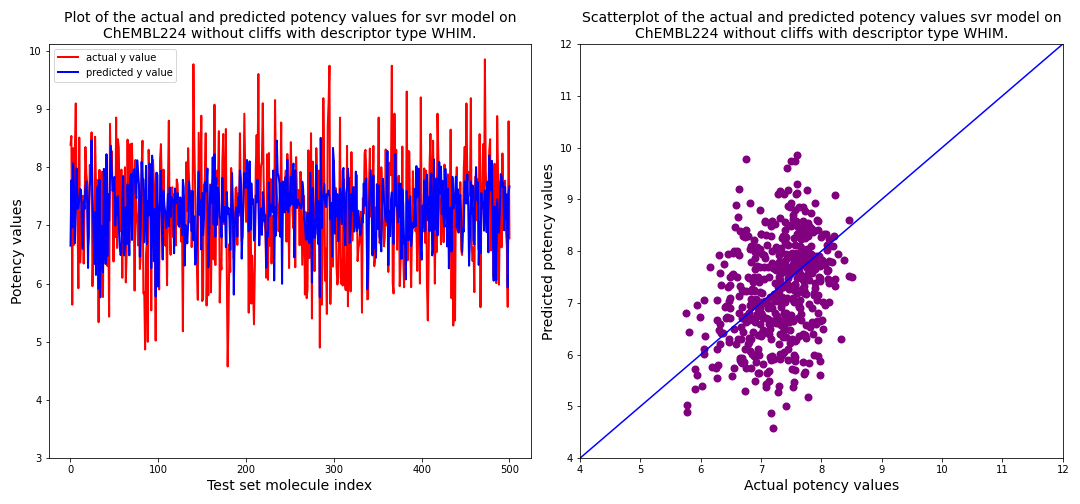 Plot of the actual and predicted potency values for svr model on
ChEMBL224 without cliffs with descriptor type WHIM.
actual y value
predicted y value
Potency values
10
9
8
7
6
5
4
3
0 100 200 300 400 500
Test set molecule index
Scatterplot of the actual and predicted potency values svr model on
ChEMBL224 without cliffs with descriptor type WHIM.
Predicted potency values
12
11
10
9
8
7
6
5
4
4 5 6 7 8 9 10 11 12
Actual potency values